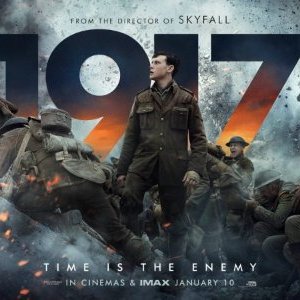 FROM THE DIRECTOR OF SKYFALL
1917
TIME IS THE ENEMY
IN CINEMAS & IMAX JANUARY 10